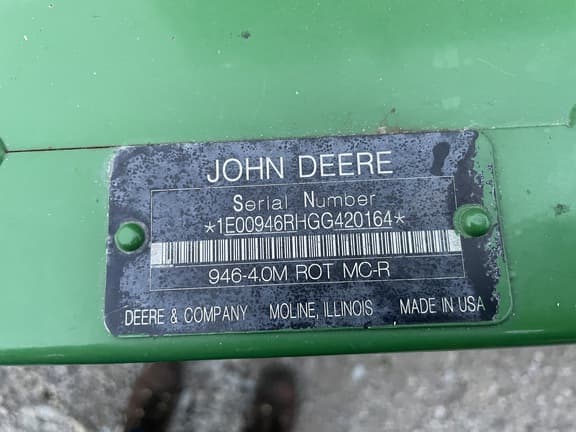 JOHN DEERE
Serial Number
*1E00946RHGG420164*
946-4.0M ROT MC-R
DEERE & COMPANY MOLINE, ILLINOIS MADE IN USA